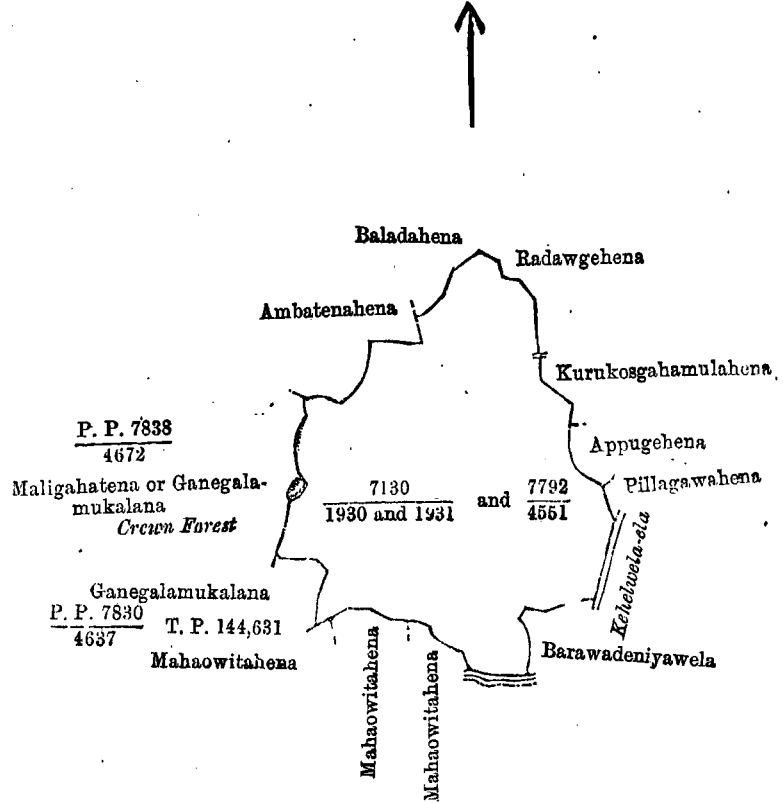 Baladahena
Radawgehena
Ambatenahena
Kurukosgahamulahena
P. P. 7838
4672
Appugehena
Maligahatena or Ganegala-
mukalana
Crown Forest
7130
1930 and 1931
and
7792
4551
Pillagawahena
Kehelwela-ela
Ganegalamukalana
P. P. 7830
4637
T. P. 144,631
Mahaowitahena
Barawadeniyawela
Mahaowitahena
Mahaowitahena